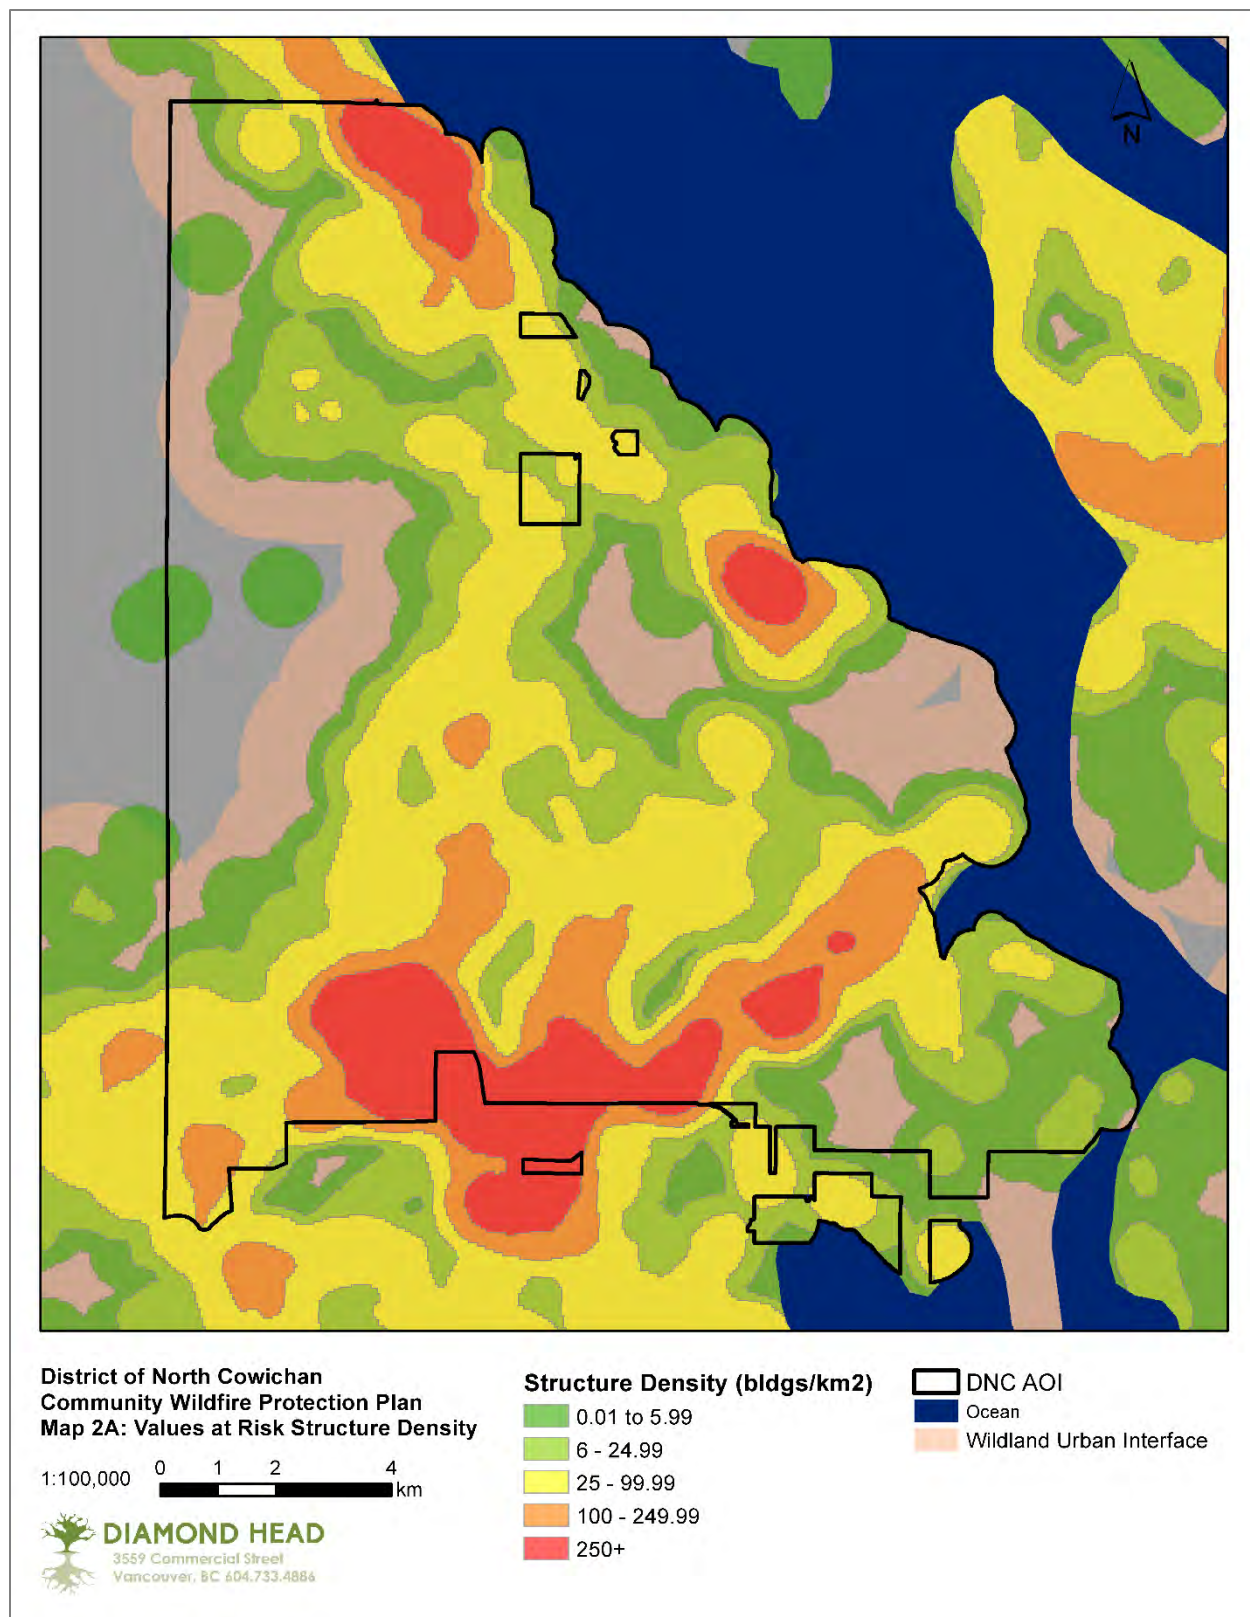 N
District of North Cowichan
Community Wildfire Protection Plan
Map 2A: Values at Risk Structure Density
1:100,000
0 1 2 4
km
DIAMOND HEAD
3559 Commercial Street
Vancouver, BC 604.733.4886
Structure Density (bldgs/km2)
0.01 to 5.99
6 - 24.99
25 - 99.99
100 - 249.99
250+
DNC AOI
Ocean
Wildland Urban Interface